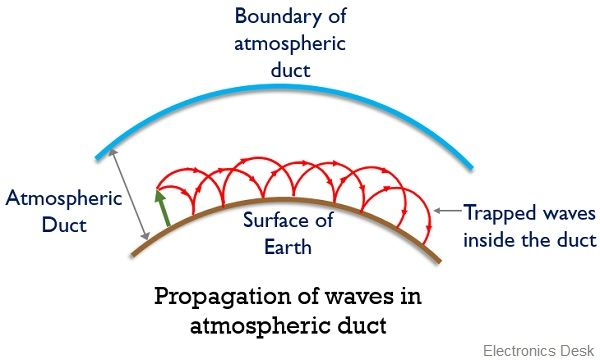 Boundary of
atmospheric
duct
Atmospheric
Duct
Surface of
Earth
Trapped waves
inside the duct
Propagation of waves in
atmospheric duct
Electronics Desk